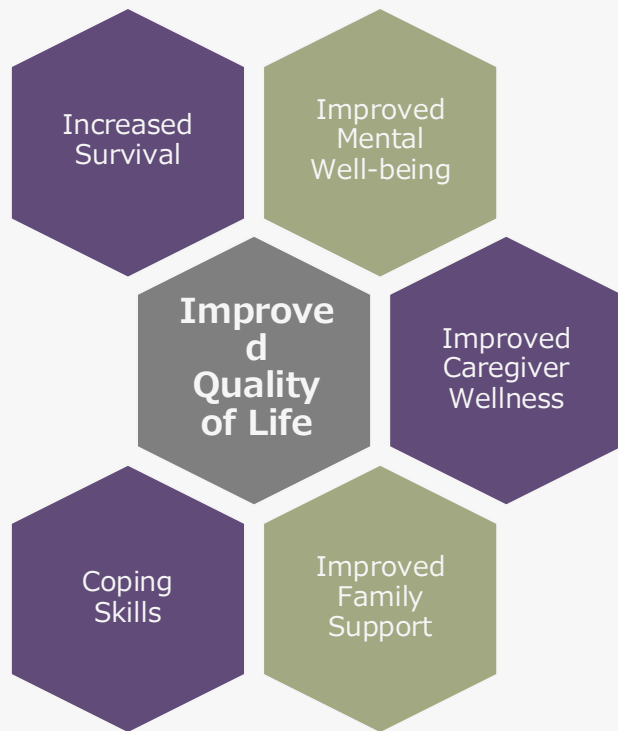 Increased
Survival
Improved
Mental
Well-being
Improve
d
Quality
of Life
Improved
Caregiver
Wellness
Coping
Skills
Improved
Family
Support